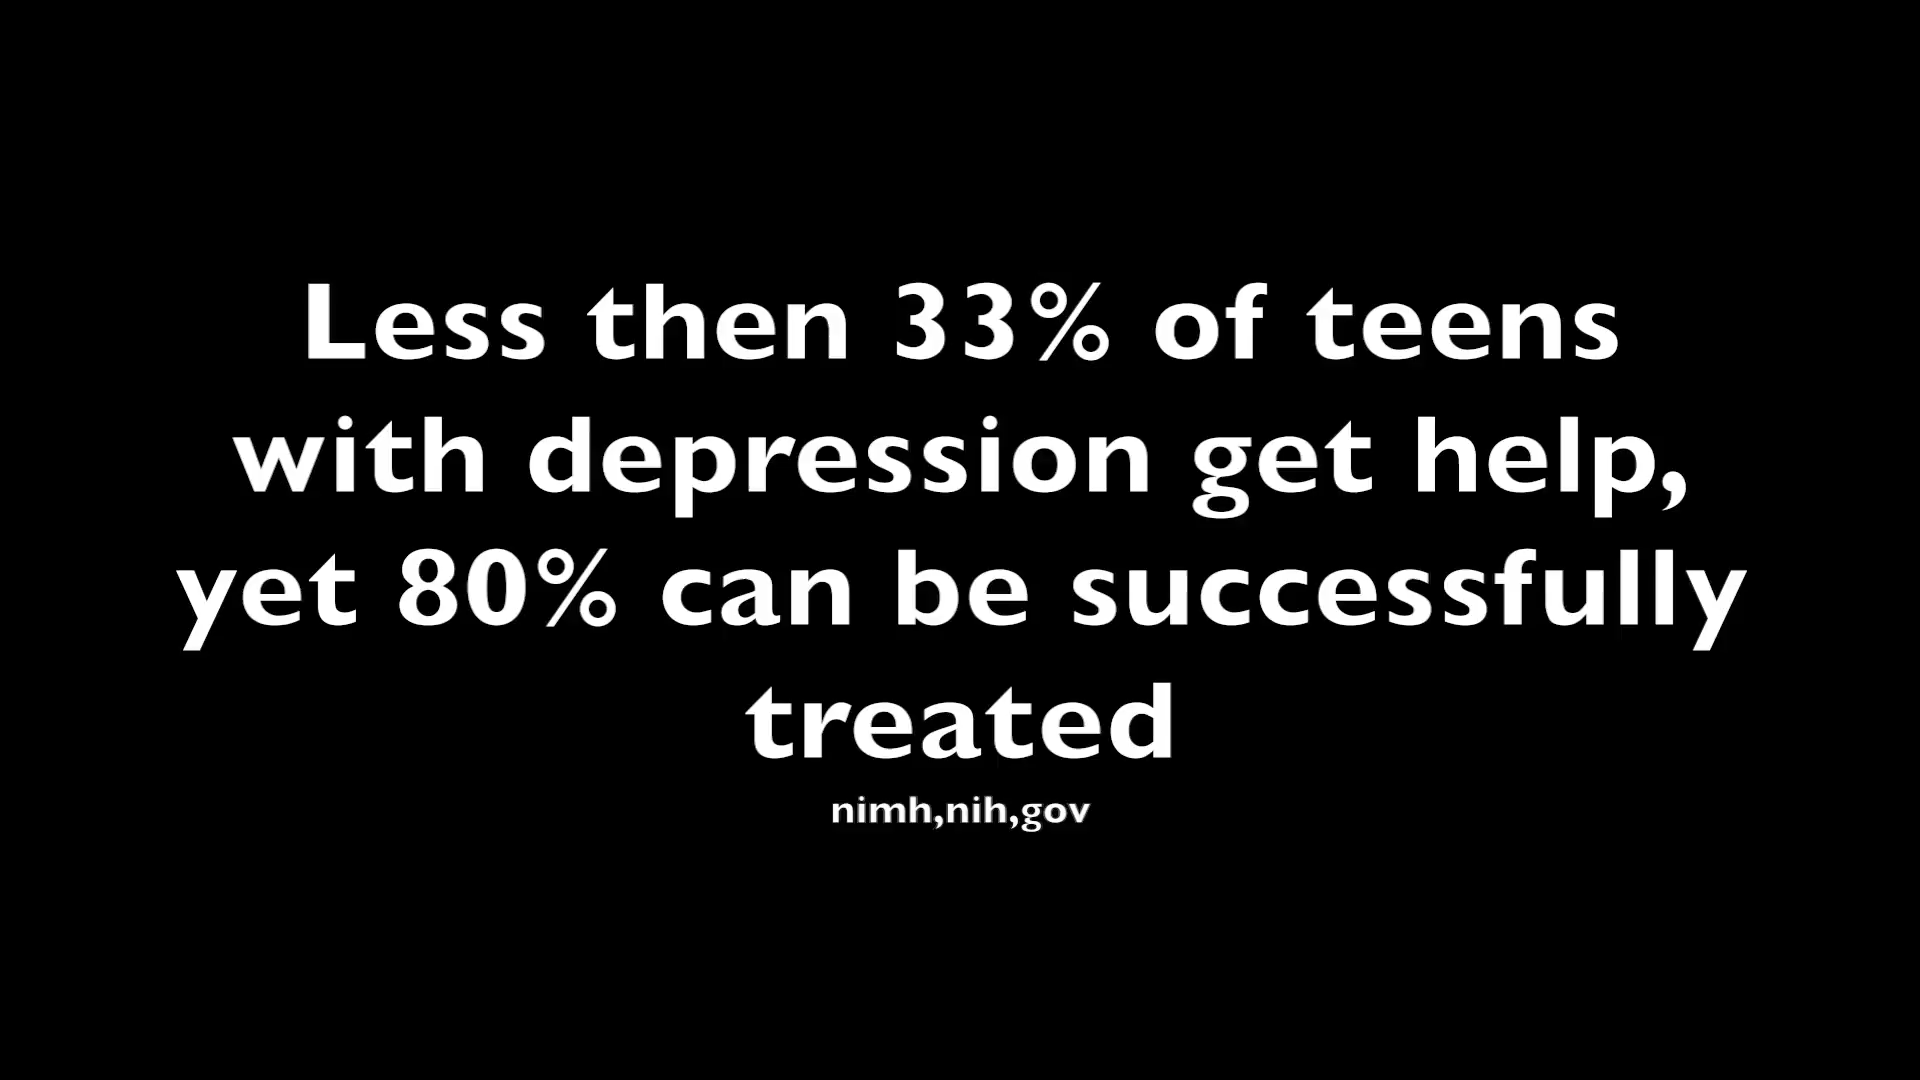 Less then 33% of teens
with depression get help,
yet 80% can be successfully
treated
nimh,nih,gov